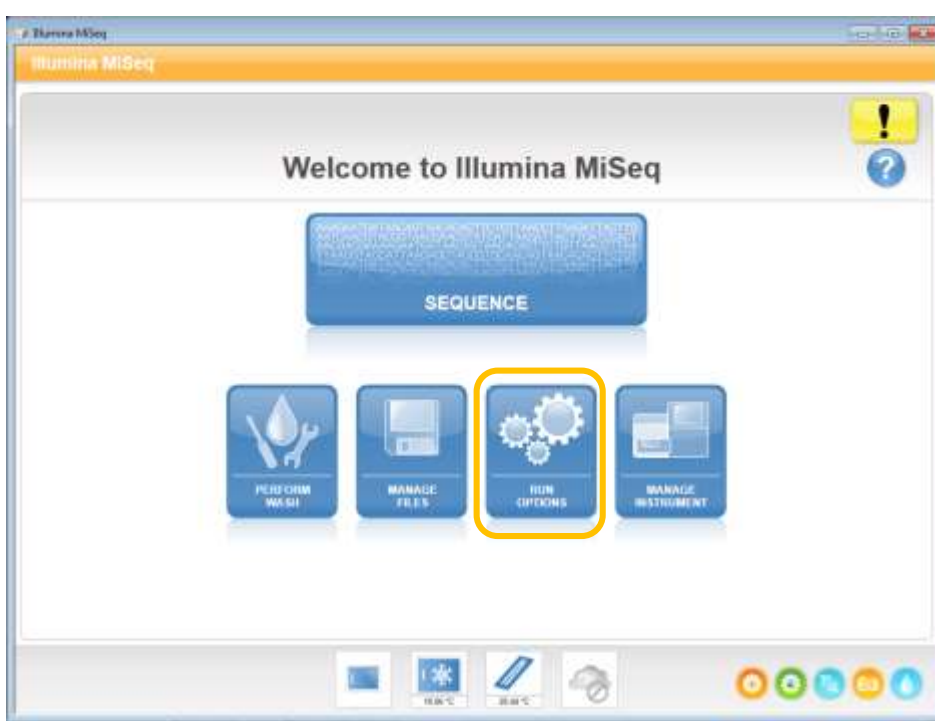 Illumina MiSeq
Illumina MiSeq
!
Welcome to Illumina MiSeq
?
SEQUENCE
PERFORM
WASH
MANAGE
FILES
RUN
OPTIONS
MANAGE
INSTRUMENT